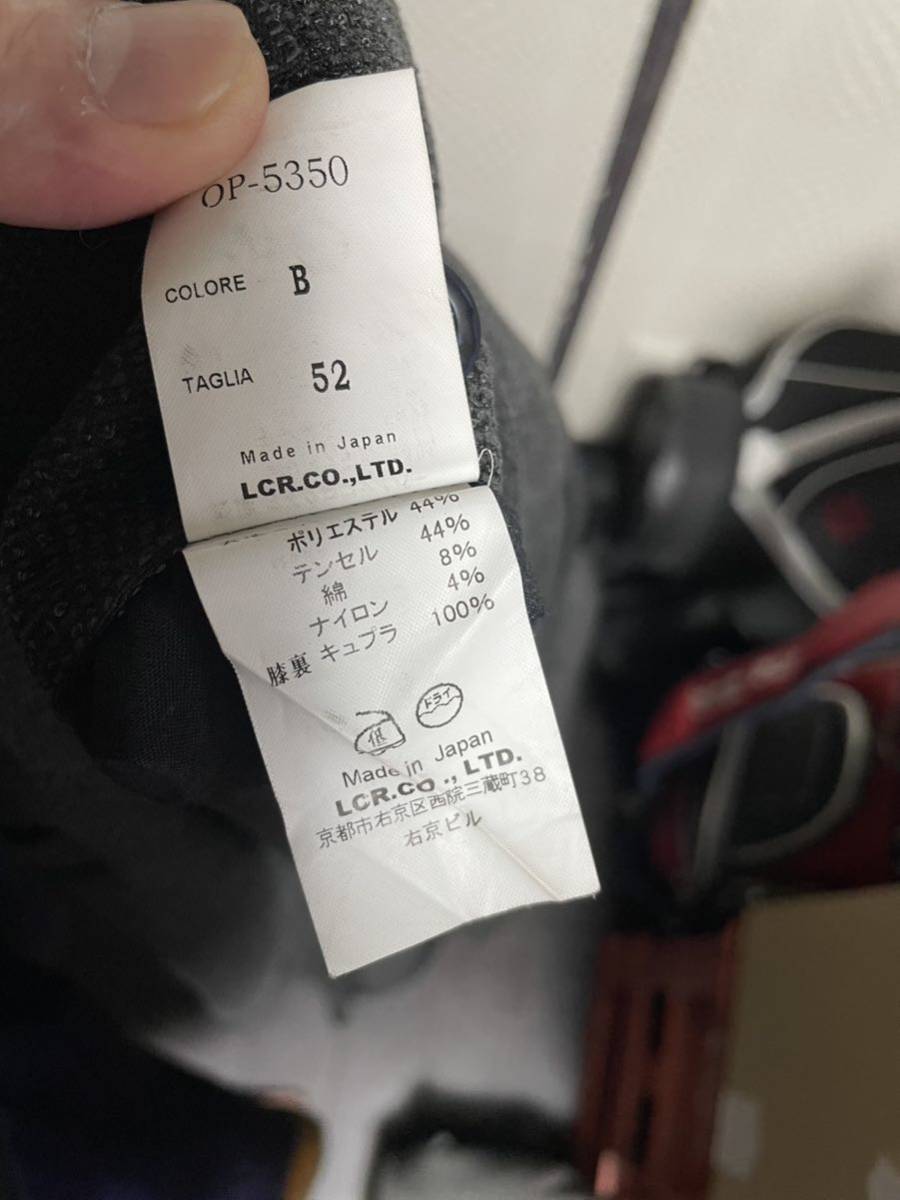 OP-5350
COLORE B
TAGLIA 52
Made in Japan
LCR.CO.,LTD.
ポリエステル 44%
テンセル 44%
綿 8%
ナイロン 4%
膝裏 キュプラ 100%
低
ドライ
Made in Japan
LCR.CO., LTD.
京都市右京区西院三蔵町38
右京ビル